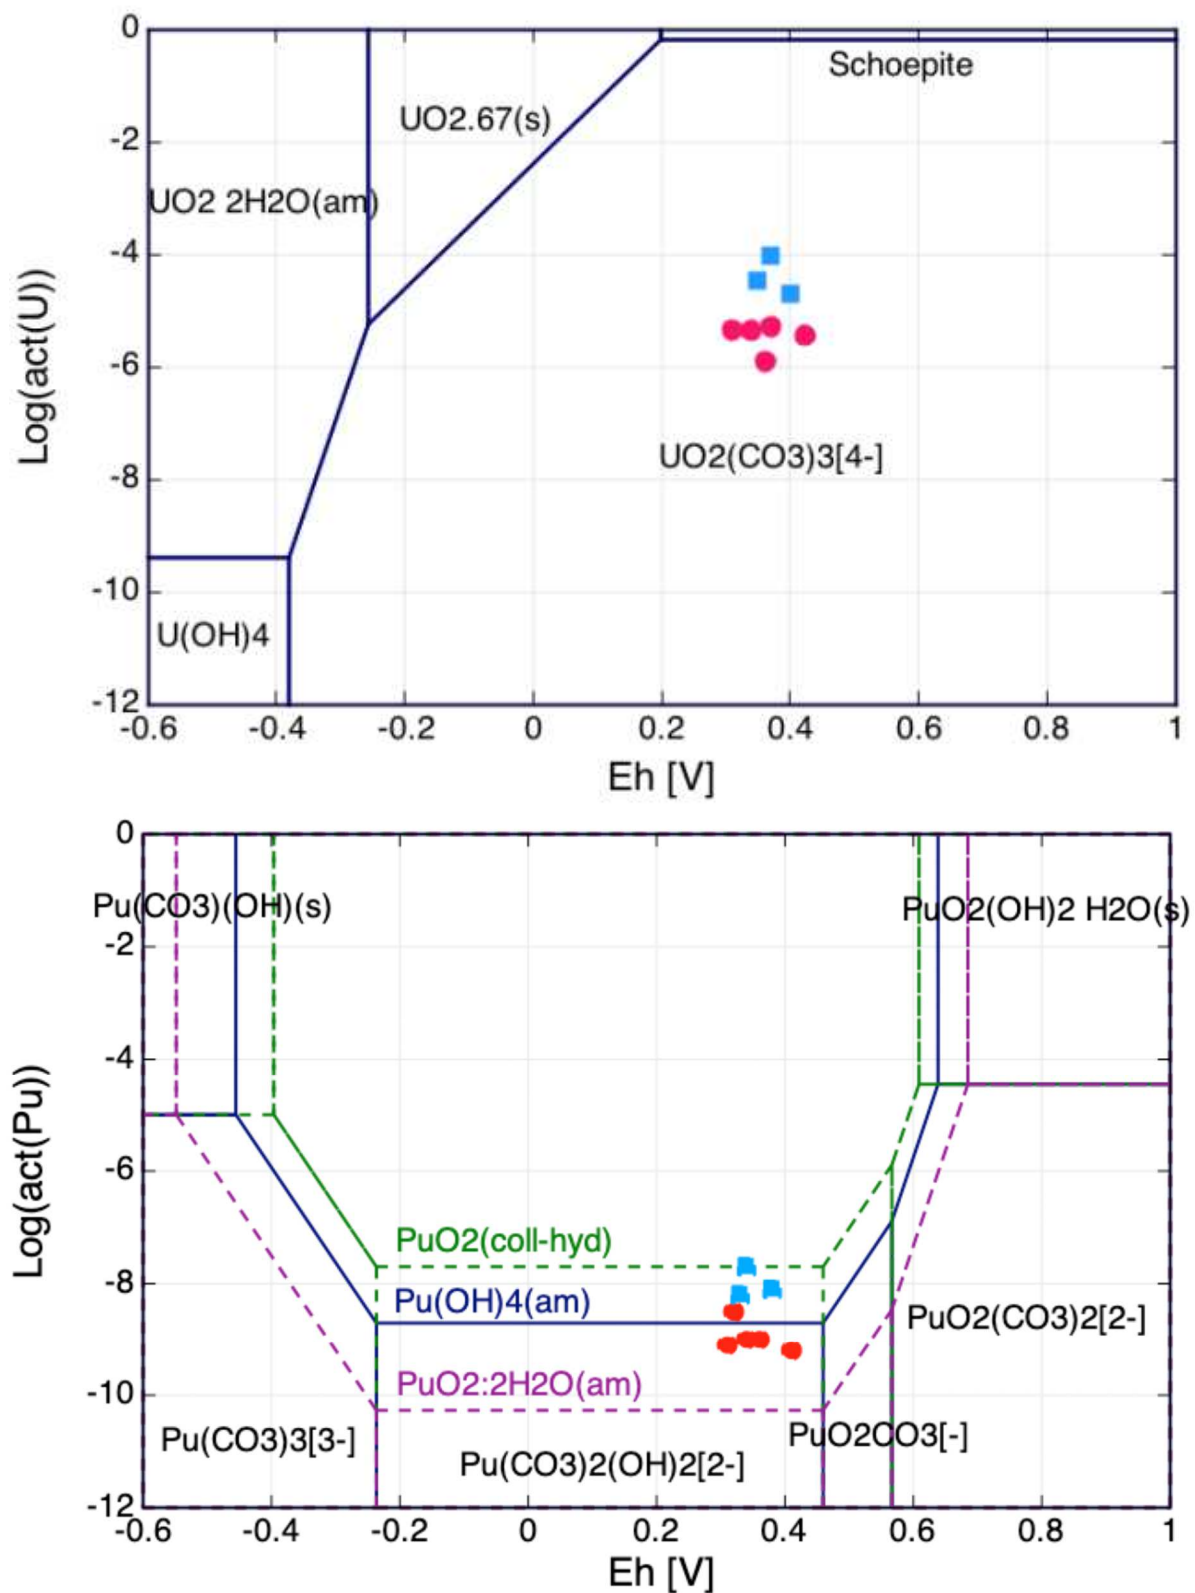 0
Schoepite
UO2.67(s)
-2
UO2 2H2O(am)
-4
Log(act(U))
-6
UO2(CO3)3[4-]
-8
-10
U(OH)4
-12
-0.6 -0.4 -0.2 0 0.2 0.4 0.6 0.8 1
Eh [V]
0
Pu(CO3)(OH)(s) PuO2(OH)2 H2O(s)
-2
-4
Log(act(Pu))
-6
PuO2(coll-hyd)
-8
Pu(OH)4(am)
PuO2(CO3)2[2-]
PuO2:2H2O(am)
-10
Pu(CO3)3[3-] PuO2CO3[-]
Pu(CO3)2(OH)2[2-]
-12
-0.6 -0.4 -0.2 0 0.2 0.4 0.6 0.8 1
Eh [V]